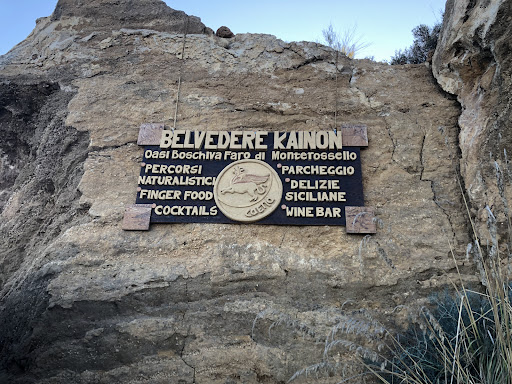 BELVEDERE KAINON
Oasi Boschiva Faro di Monterossello
*PERCORSI
NATURALISTICI
*FINGER FOOD
*COCKTAILS
*PARCHEGGIO
*DELIZIE
SICILIANE
*WINE BAR